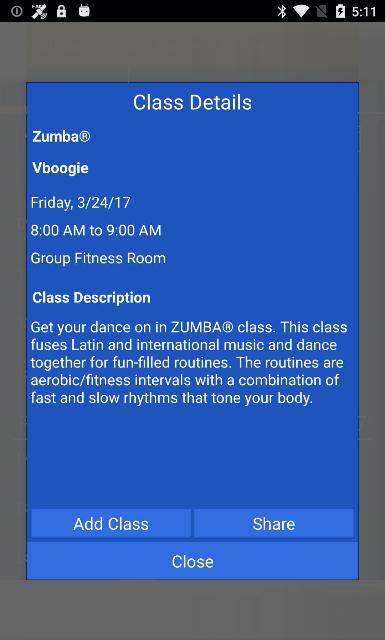 5:11
Class Details
Zumba®
Vboogie
Friday, 3/24/17
8:00 AM to 9:00 AM
Group Fitness Room
Class Description
Get your dance on in ZUMBA® class. This class
fuses Latin and international music and dance
together for fun-filled routines. The routines are
aerobic/fitness intervals with a combination of
fast and slow rhythms that tone your body.
Add Class
Share
Close